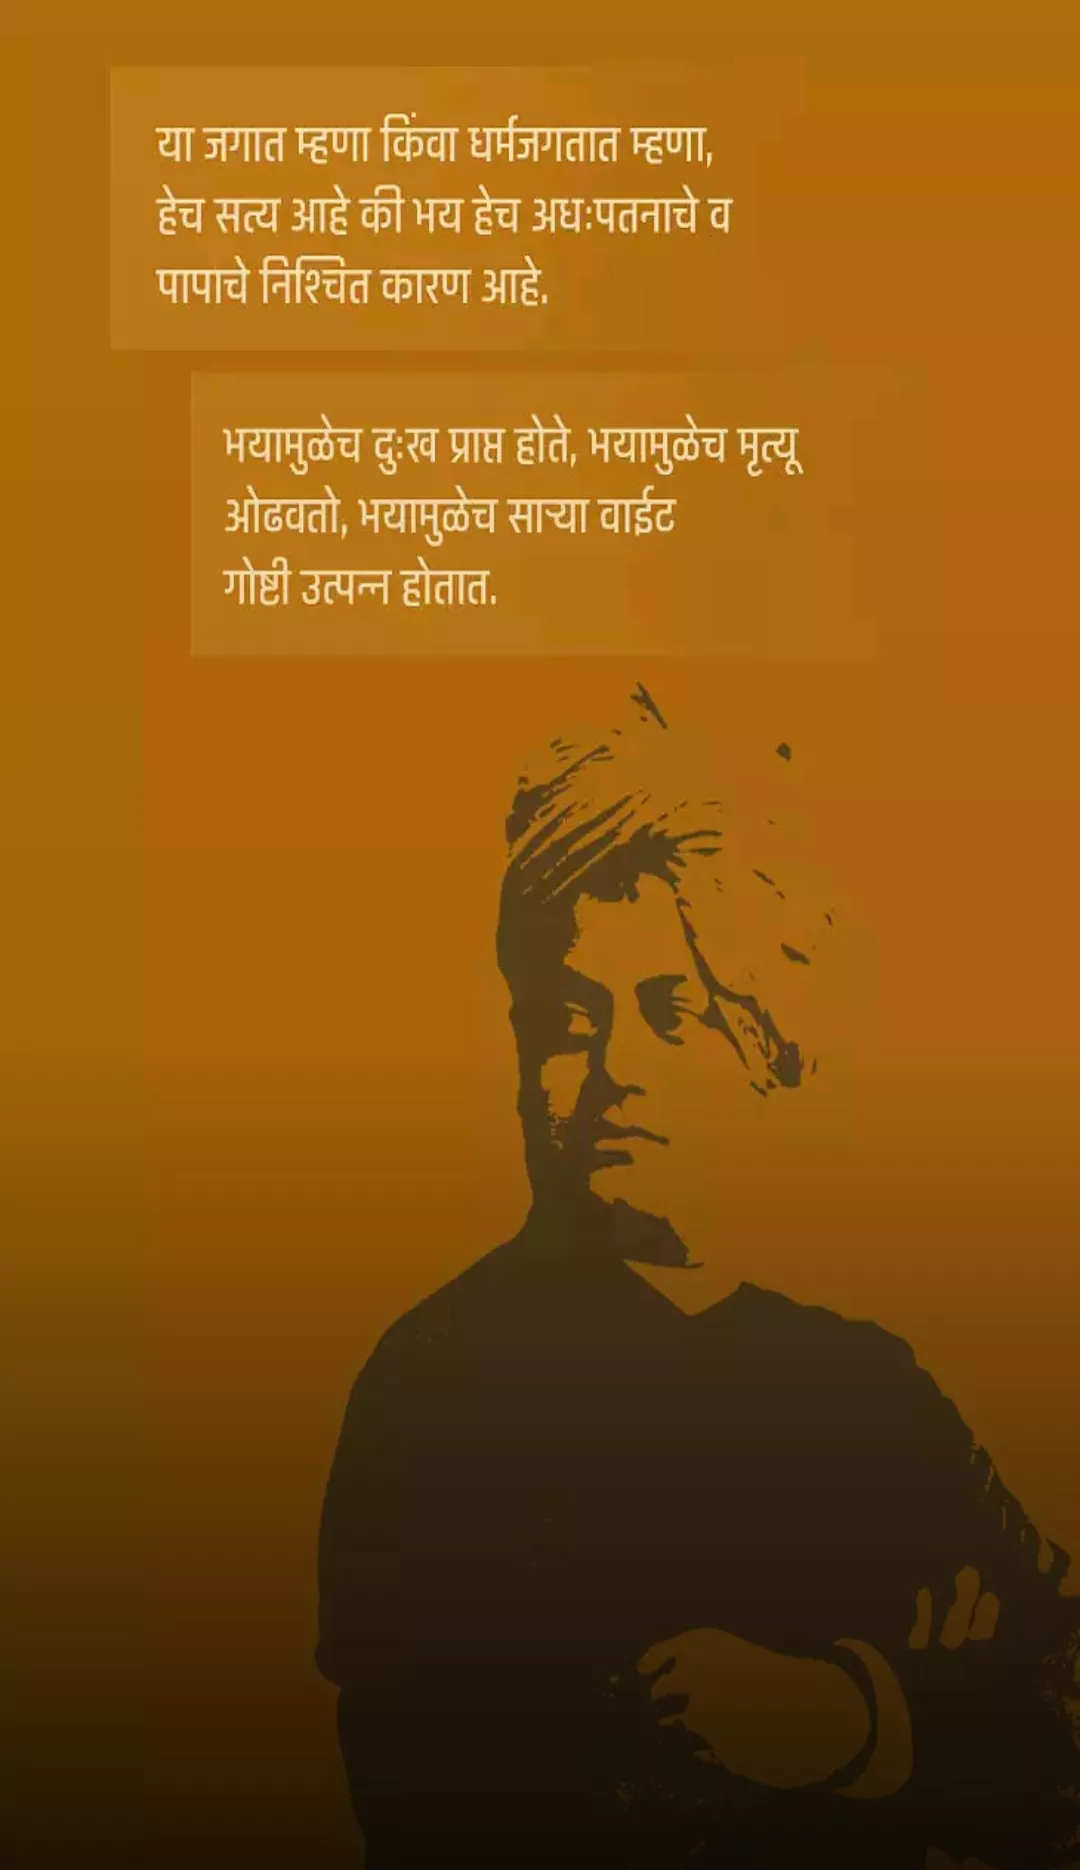 या जगात म्हणा किंवा धर्मजगतात म्हणा,
हेच सत्य आहे की भय हेच अधःपतनाचे व
पापाचे निश्चित कारण आहे.
भयामुळेच दुःख प्राप्त होते, भयामुळेच मृत्यू
ओढवतो, भयामुळेच साऱ्या वाईट
गोष्टी उत्पन्न होतात.